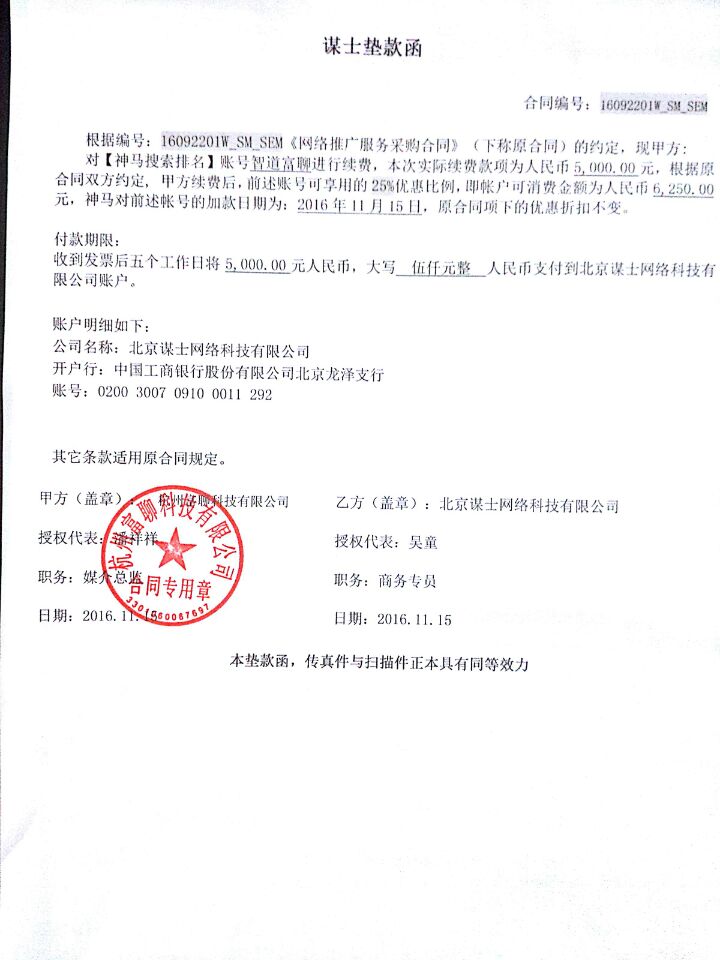 谋士垫款函
合同编号：16092201W_SM_SEM
根据编号：16092201W_SM_SEM《网络推广服务采购合同》（下称原合同）的约定，现甲方：
对【神马搜索排名】账号智道富聊进行续费，本次实际续费款项为人民币 5,000.00 元，根据原
合同双方约定，甲方续费后，前述账号可享用的25%优惠比例，即帐户可消费金额为人民币 6,250.00
元，神马对前述帐号的加款日期为：2016 年 11 月 15 日，原合同项下的优惠折扣不变。
付款期限：
收到发票后五个工作日将 5,000.00 元人民币，大写 伍仟元整 人民币支付到北京谋士网络科技有
限公司账户。
账户明细如下：
公司名称：北京谋士网络科技有限公司
开户行：中国工商银行股份有限公司北京龙泽支行
账号：0200 3007 0910 0011 292
其它条款适用原合同规定。
甲方（盖章）：杭州富聊科技有限公司
乙方（盖章）：北京谋士网络科技有限公司
授权代表：潘祥祥
授权代表：吴童
职务：媒介总监
职务：商务专员
日期：2016.11.15
日期：2016.11.15
杭州富聊科技有限公司
合同专用章
3301060067697
本垫款函，传真件与扫描件正本具有同等效力